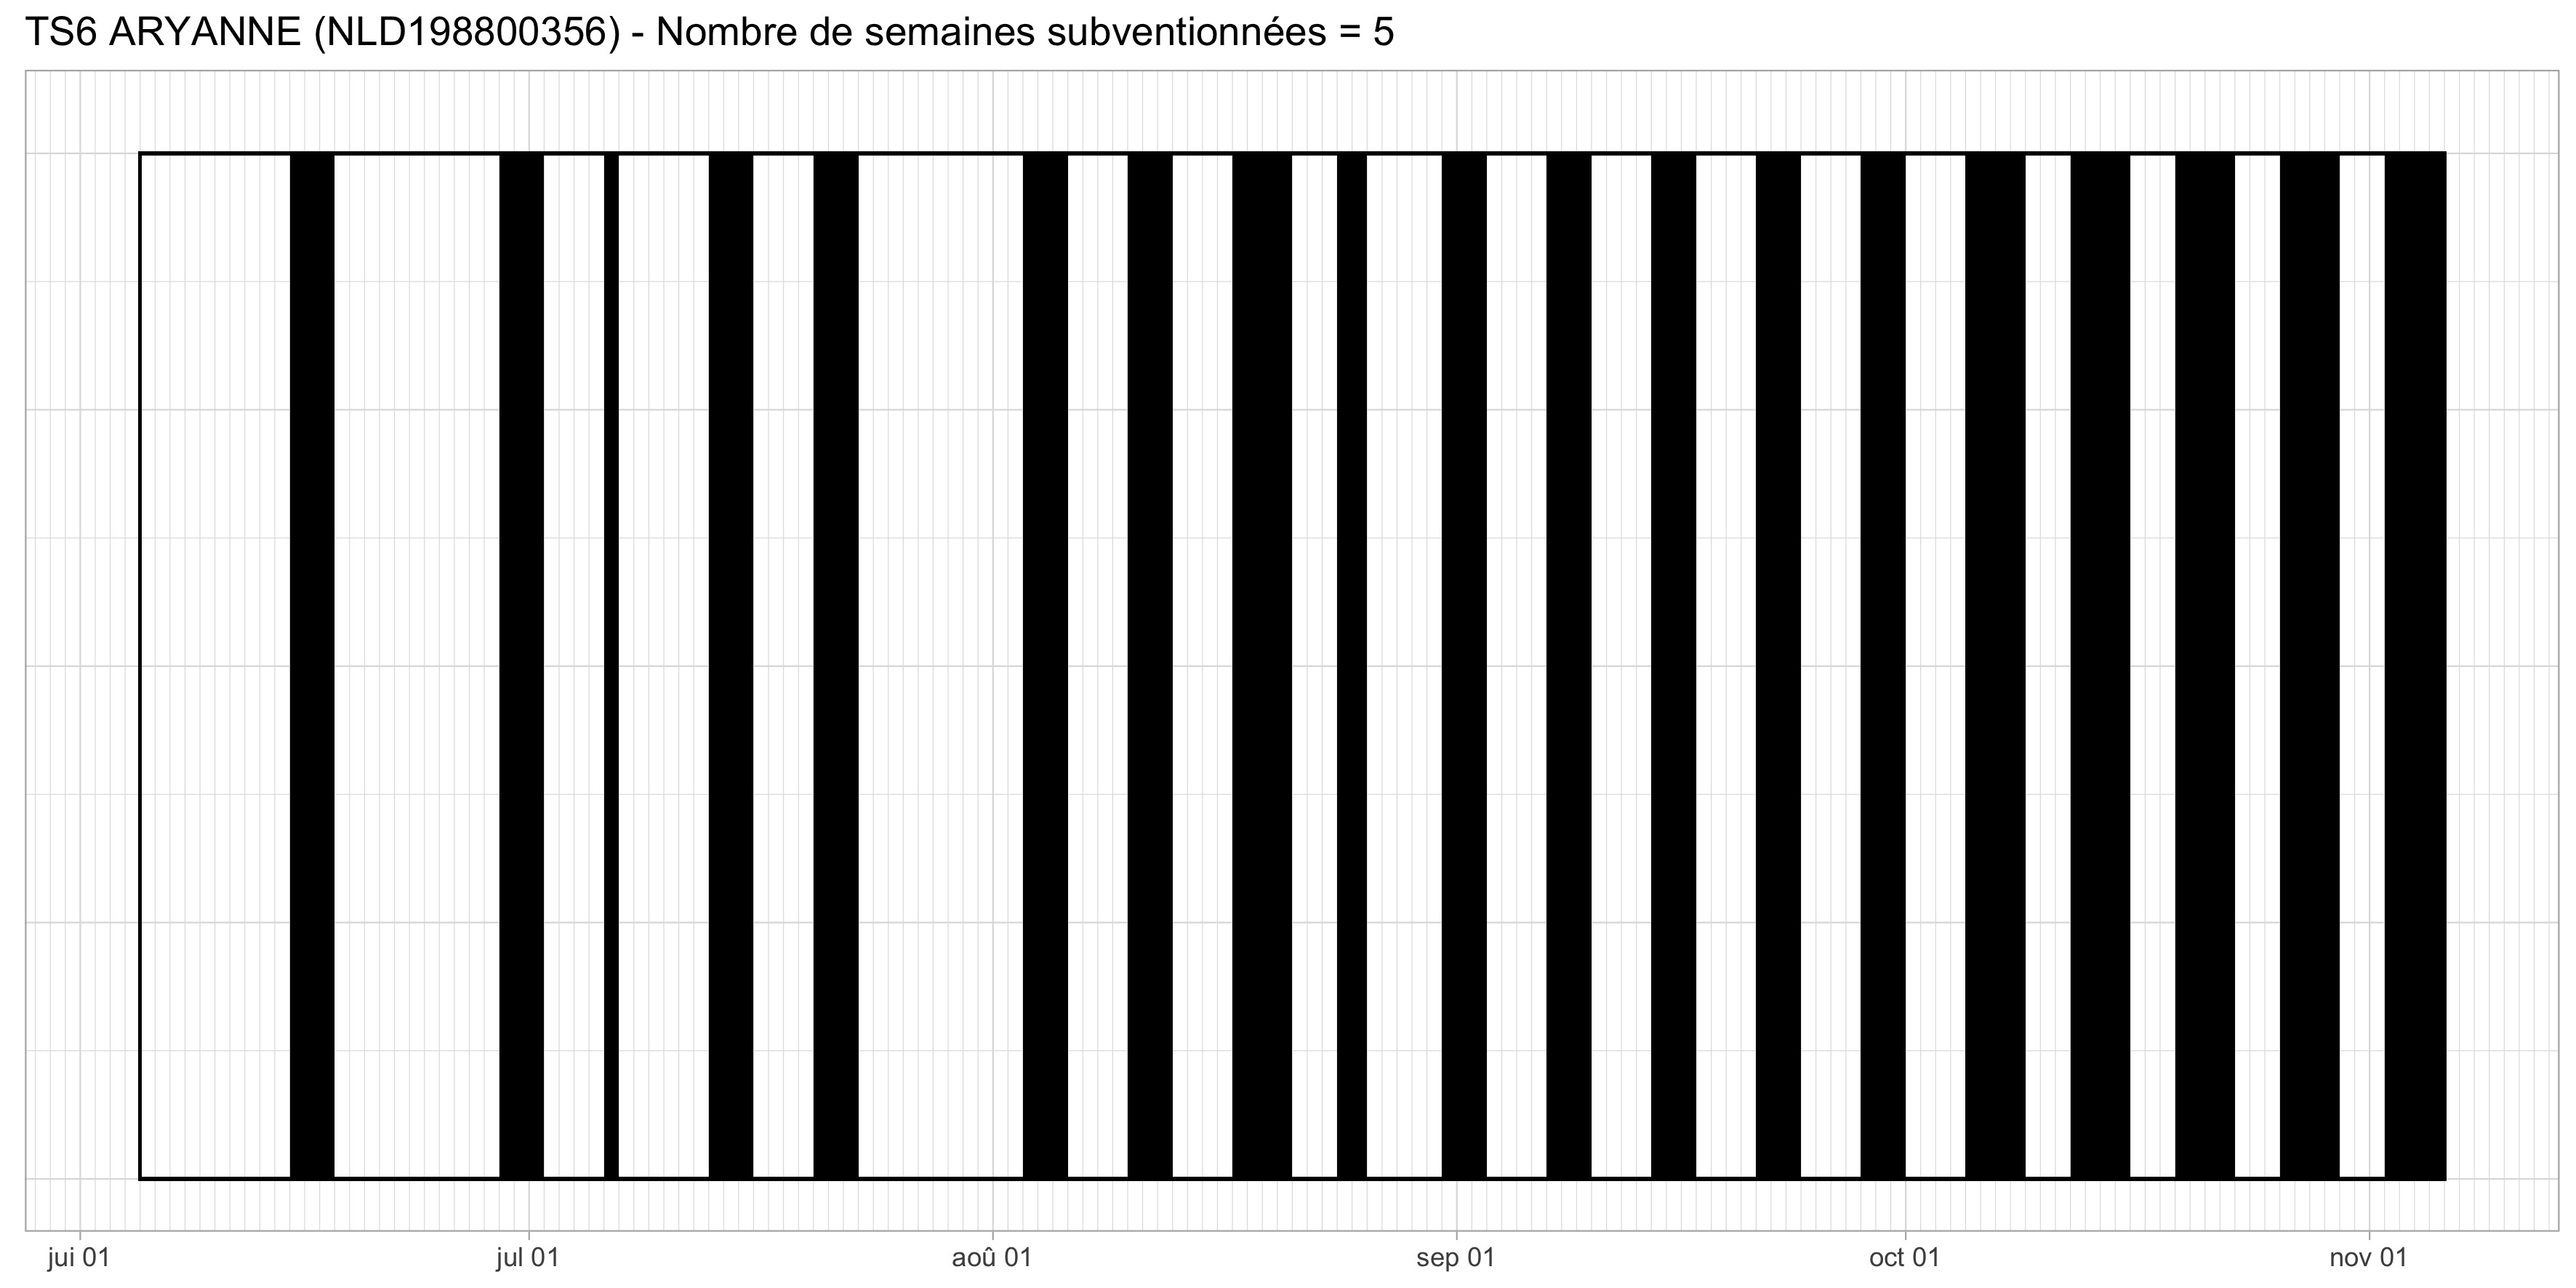 TS6 ARYANNE (NLD198800356) - Nombre de semaines subventionnées = 5
jui 01 jul 01 aoû 01 sep 01 oct 01 nov 01